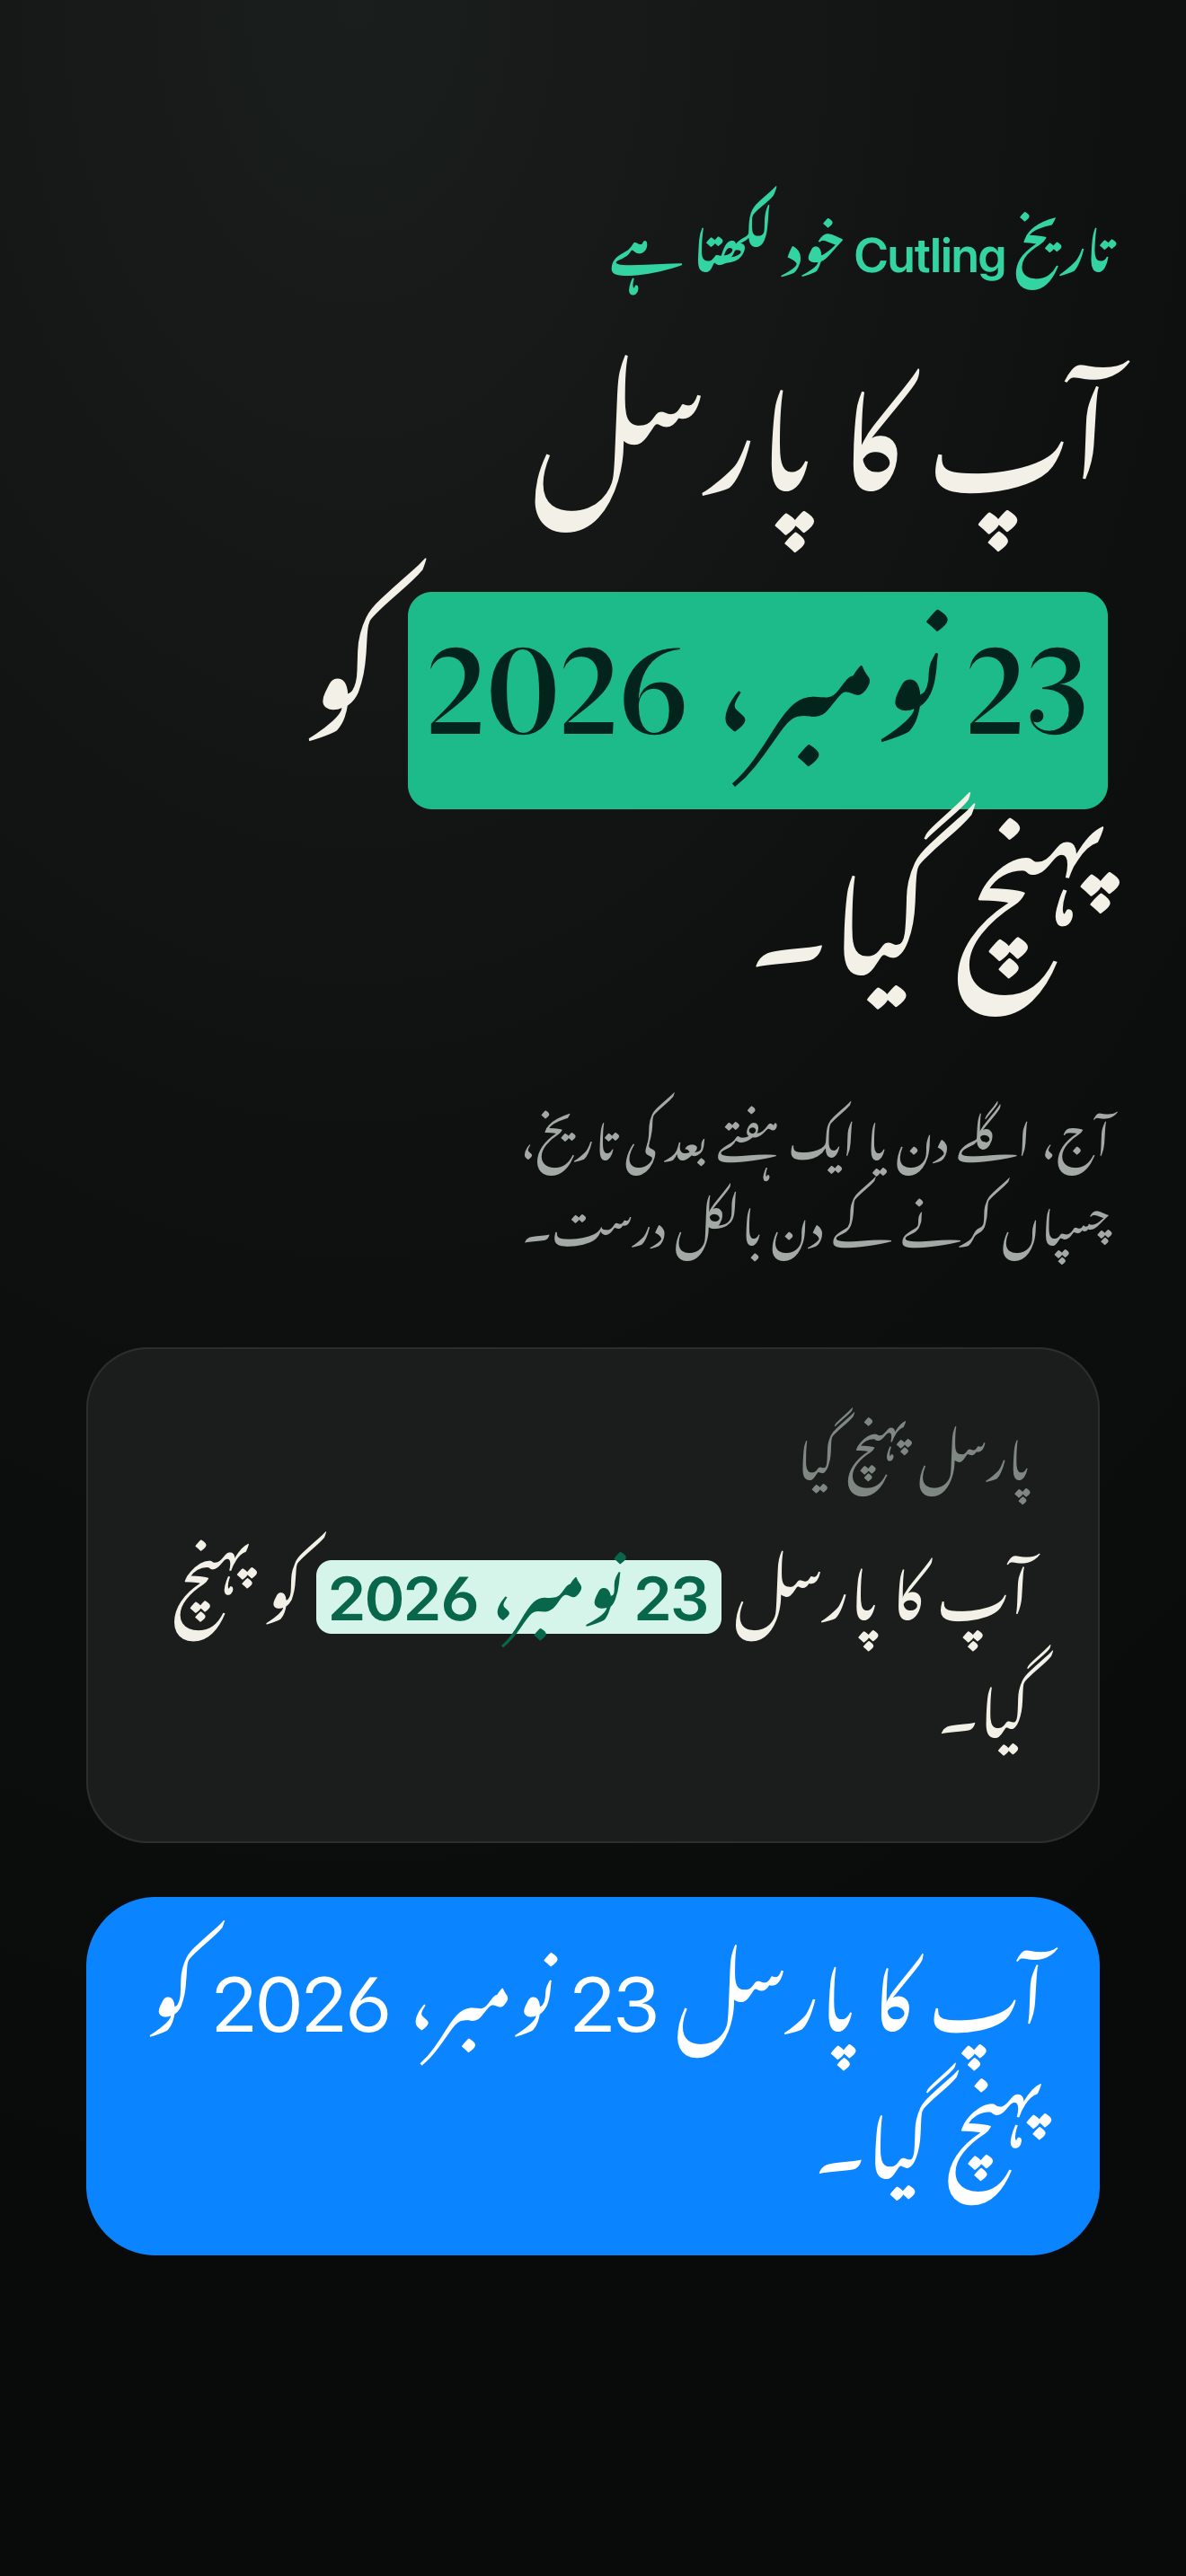 تاریخ Cutling خود لکھتا ہے
آپ کا پارسل
23 نومبر، 2026 کو
پہنچ گیا۔
آج، اگلے دن یا ایک ہفتے بعد کی تاریخ،
چسپاں کرنے کے دن بالکل درست۔
پارسل پہنچ گیا
آپ کا پارسل 23 نومبر، 2026 کو پہنچ
گیا۔
آپ کا پارسل 23 نومبر، 2026 کو
پہنچ گیا۔